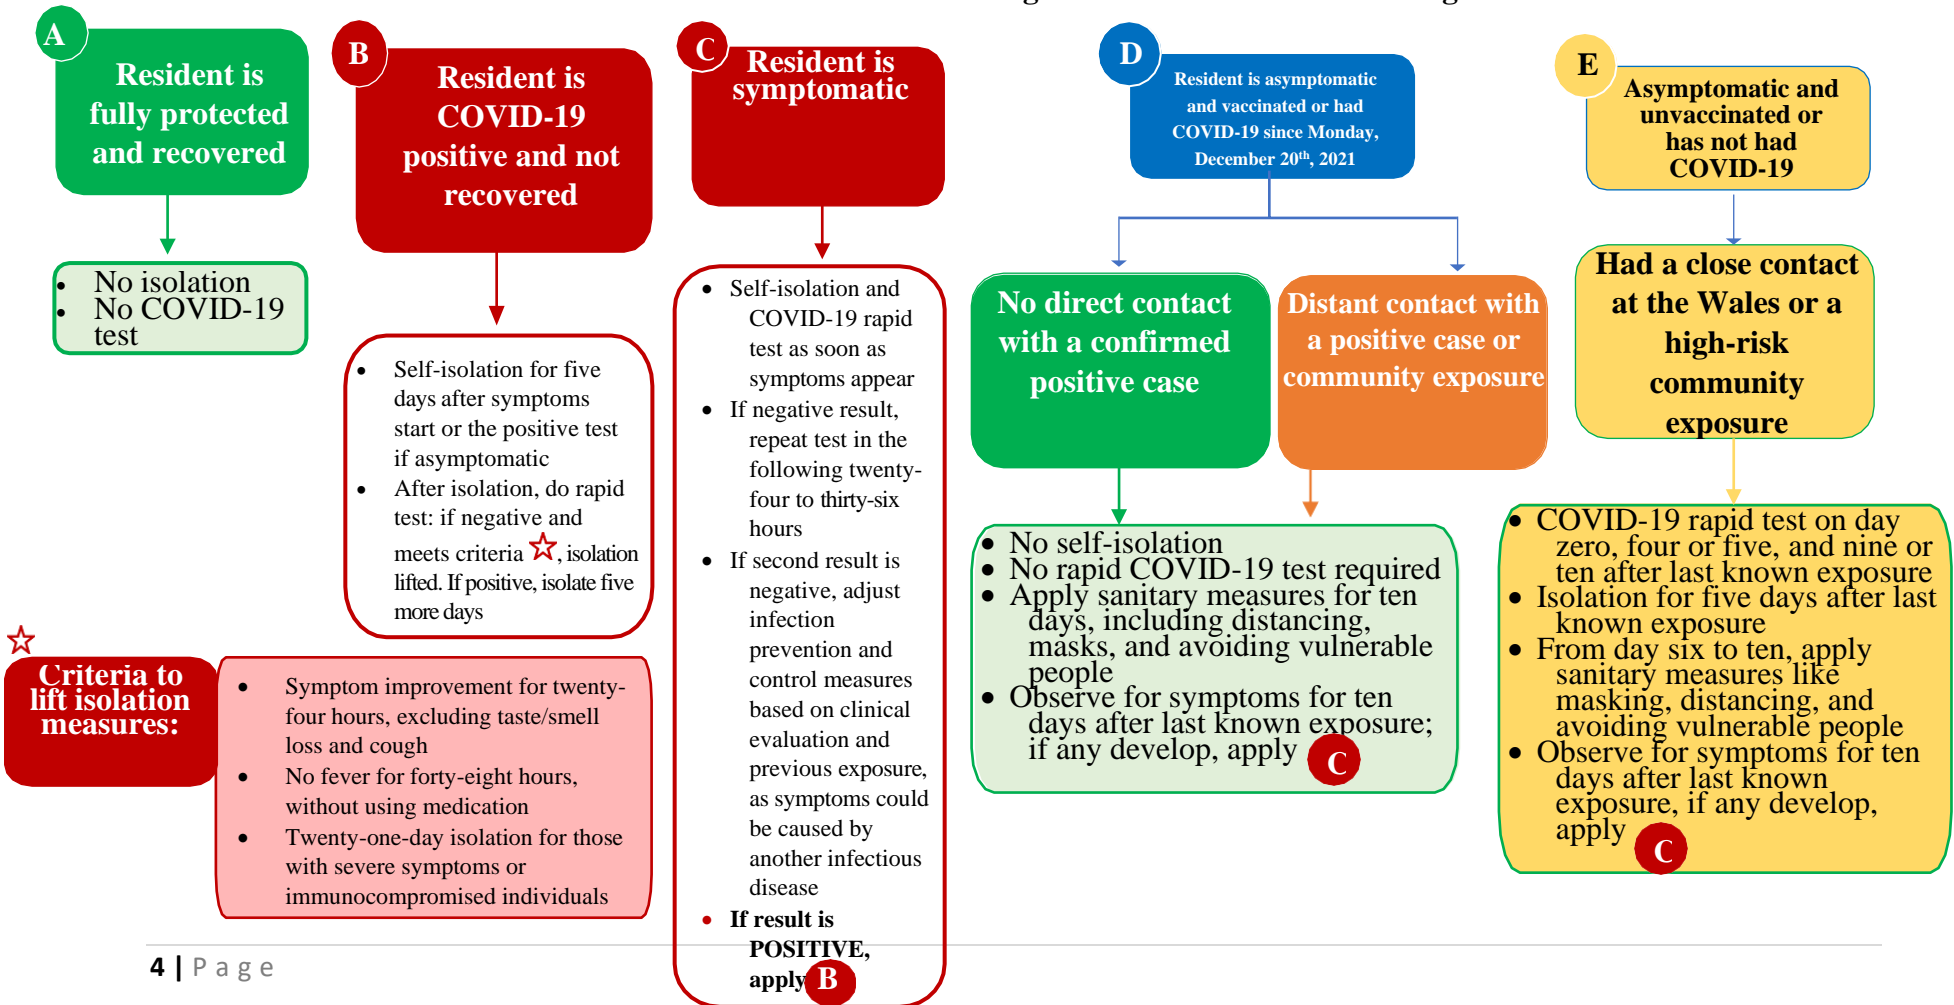 A
Resident is
fully protected
and recovered
• No isolation
• No COVID-19
test
B
Resident is
COVID-19
positive and not
recovered
• Self-isolation for five
days after symptoms
start or the positive test
if asymptomatic
• After isolation, do rapid
test: if negative and
meets criteria ☆, isolation
lifted. If positive, isolate five
more days
☆
Criteria to
lift isolation
measures:
• Symptom improvement for twenty-
four hours, excluding taste/smell
loss and cough
• No fever for forty-eight hours,
without using medication
• Twenty-one-day isolation for those
with severe symptoms or
immunocompromised individuals
C
Resident is
symptomatic
• Self-isolation and
COVID-19 rapid
test as soon as
symptoms appear
• If negative result,
repeat test in the
following twenty-
four to thirty-six
hours
• If second result is
negative, adjust
infection
prevention and
control measures
based on clinical
evaluation and
previous exposure,
as symptoms could
be caused by
another infectious
disease
• If result is
POSITIVE,
apply B
D
Resident is asymptomatic
and vaccinated or had
COVID-19 since Monday,
December 20th, 2021
No direct contact
with a confirmed
positive case
Distant contact with
a positive case or
community exposure
• No self-isolation
• No rapid COVID-19 test required
• Apply sanitary measures for ten
days, including distancing,
masks, and avoiding vulnerable
people
• Observe for symptoms for ten
days after last known exposure;
if any develop, apply C
E
Asymptomatic and
unvaccinated or
has not had
COVID-19
Had a close contact
at the Wales or a
high-risk
community
exposure
• COVID-19 rapid test on day
zero, four or five, and nine or
ten after last known exposure
• Isolation for five days after last
known exposure
• From day six to ten, apply
sanitary measures like
masking, distancing, and
avoiding vulnerable people
• Observe for symptoms for ten
days after last known
exposure, if any develop,
apply C
4 | Page